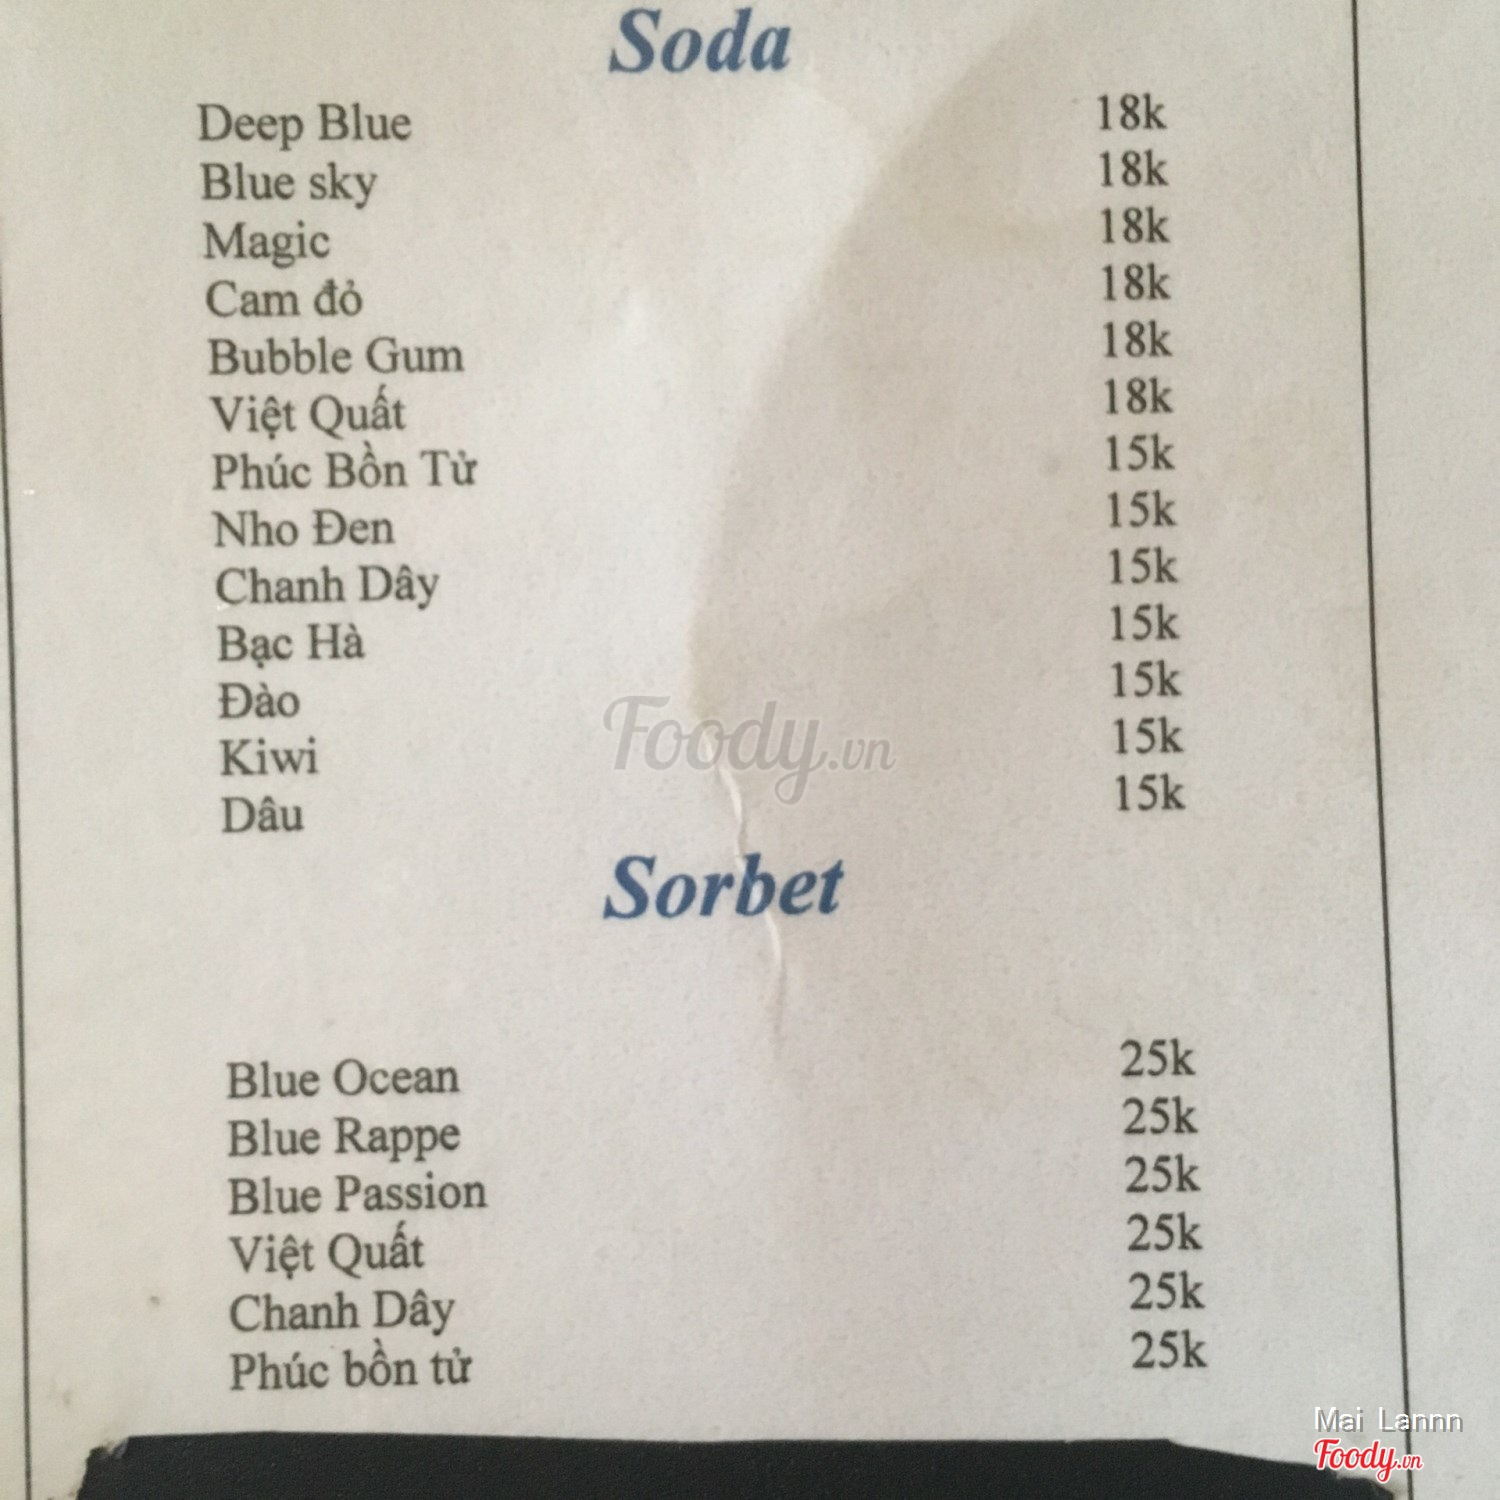 Soda
Deep Blue 18k
Blue sky 18k
Magic 18k
Cam đỏ 18k
Bubble Gum 18k
Việt Quất 18k
Phúc Bồn Tử 15k
Nho Đen 15k
Chanh Dây 15k
Bạc Hà 15k
Đào 15k
Kiwi 15k
Dâu 15k
Foody.vn
Sorbet
Blue Ocean 25k
Blue Rappe 25k
Blue Passion 25k
Việt Quất 25k
Chanh Dây 25k
Phúc bồn tử 25k
Mai Lannn
Foody.vn